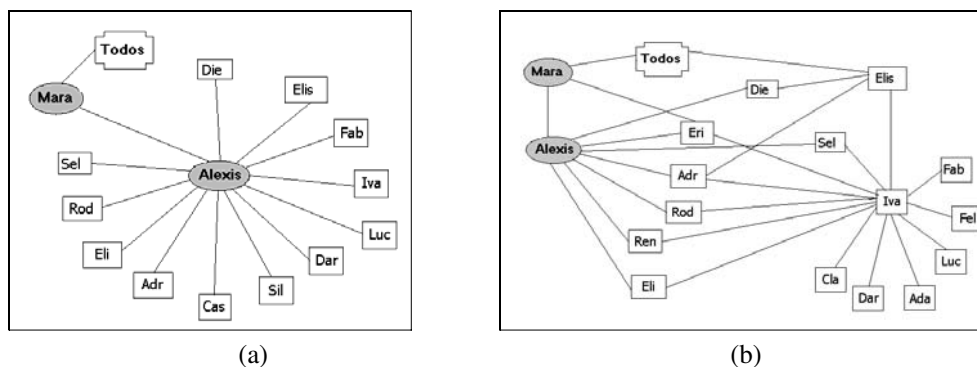 Todos
Die
Elis
Mara
Fab
Sel
Alexis
Iva
Rod
Luc
Eli
Dar
Adr
Sil
Cas
(a)
Todos
Mara
Elis
Die
Eri
Sel
Alexis
Fab
Adr
Iva
Rod
Fel
Ren
Luc
Cla
Eli
Dar
Ada
(b)